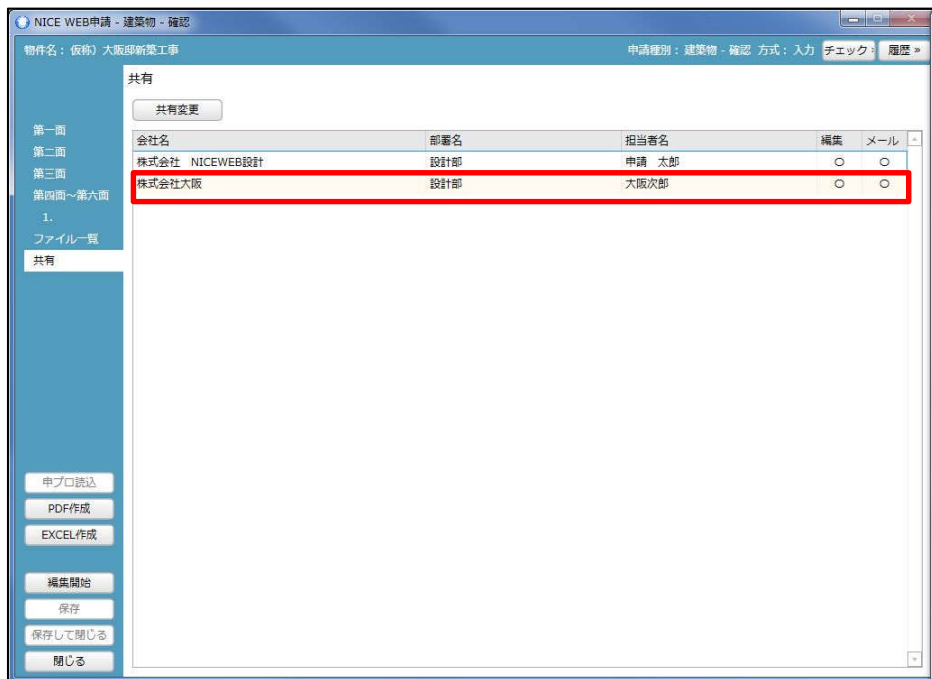 NICE WEB申請 - 建築物 - 確認
物件名：仮称）大阪邸新築工事 申請種別：建築物 - 確認 方式：入力 チェック» 履歴 »
共有
共有変更
第一面
第二面
第三面
第四面～第六面
1.
ファイル一覧
共有
会社名 部署名 担当者名 編集 メール
株式会社　NICEWEB設計 設計部 申請　太郎 ○ ○
株式会社大阪 設計部 大阪次郎 ○ ○
申プロ読込
PDF作成
EXCEL作成
編集開始
保存
保存して閉じる
閉じる